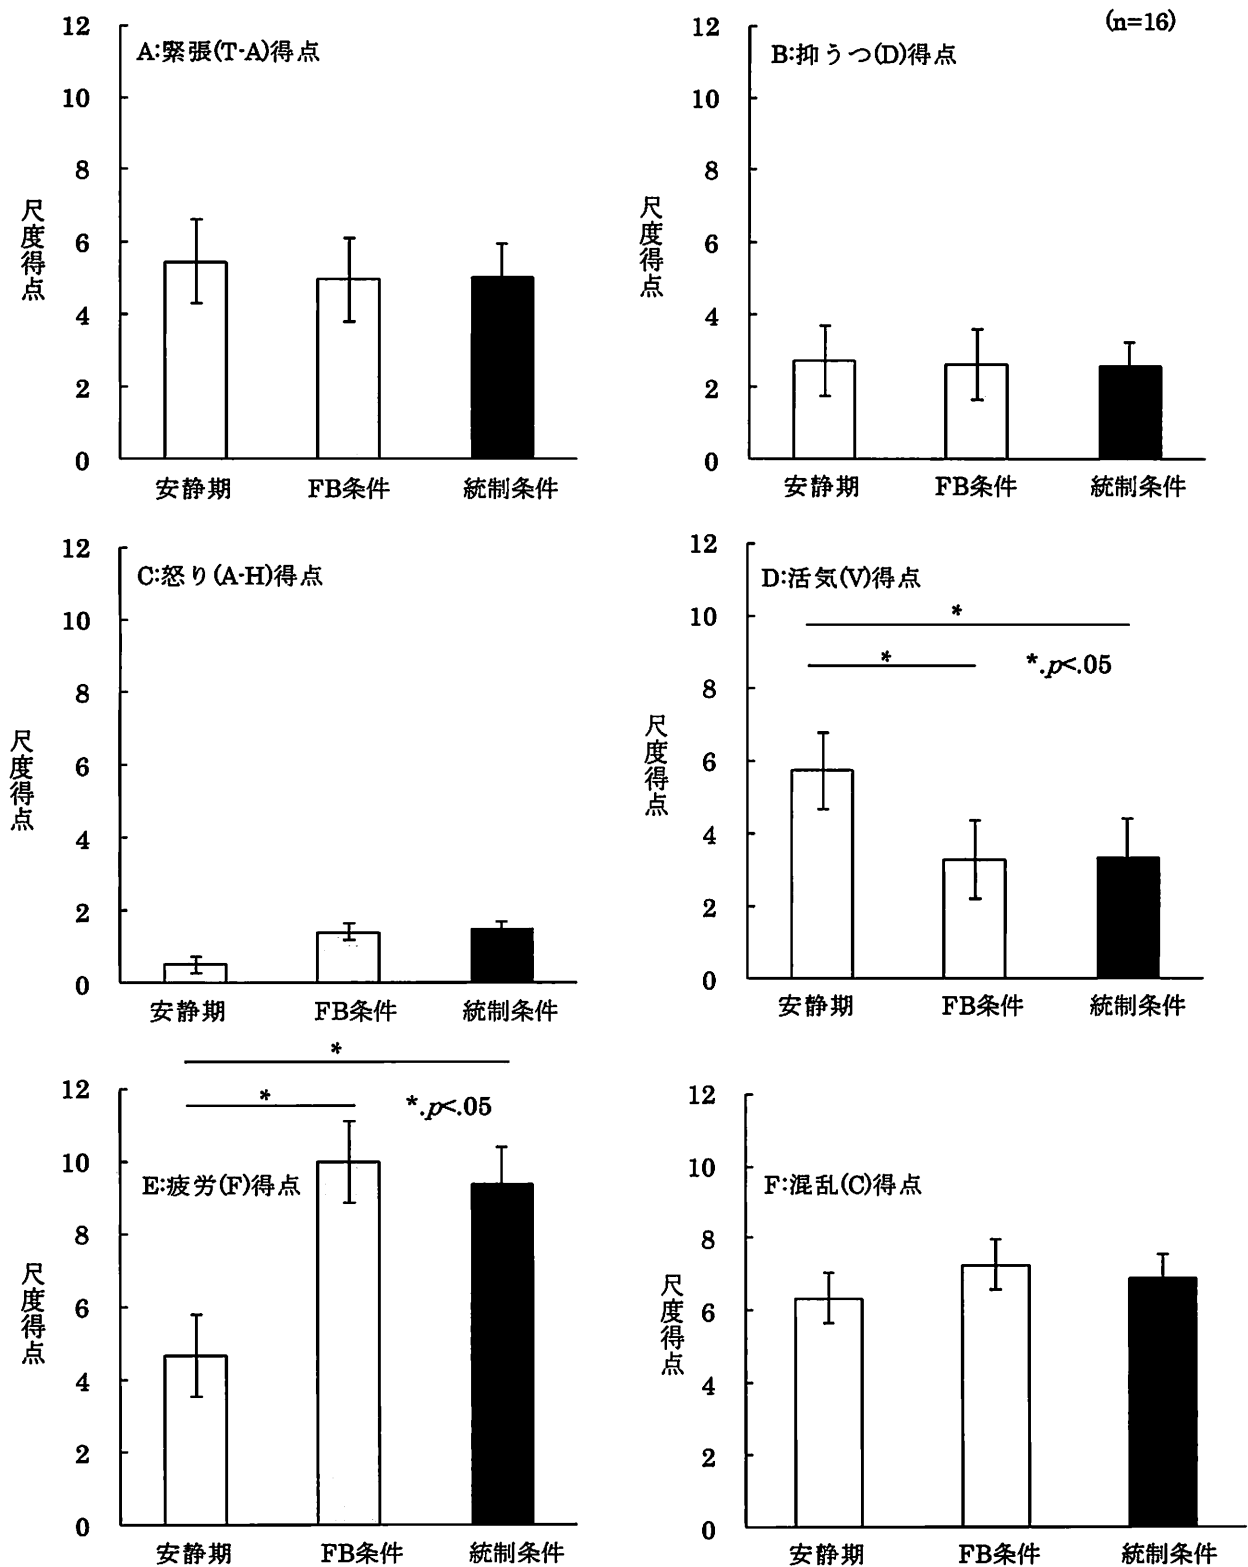 (n=16)
A:緊張(T-A)得点
12
10
8
6
4
2
0
尺度得点
安静期 FB条件 統制条件
B:抑うつ(D)得点
12
10
8
6
4
2
0
尺度得点
安静期 FB条件 統制条件
C:怒り(A-H)得点
12
10
8
6
4
2
0
尺度得点
安静期 FB条件 統制条件
D:活気(V)得点
12
10
8
6
4
2
0
尺度得点
*
*
*.p<.05
安静期 FB条件 統制条件
*
*
*.p<.05
E:疲労(F)得点
12
10
8
6
4
2
0
尺度得点
安静期 FB条件 統制条件
F:混乱(C)得点
12
10
8
6
4
2
0
尺度得点
安静期 FB条件 統制条件